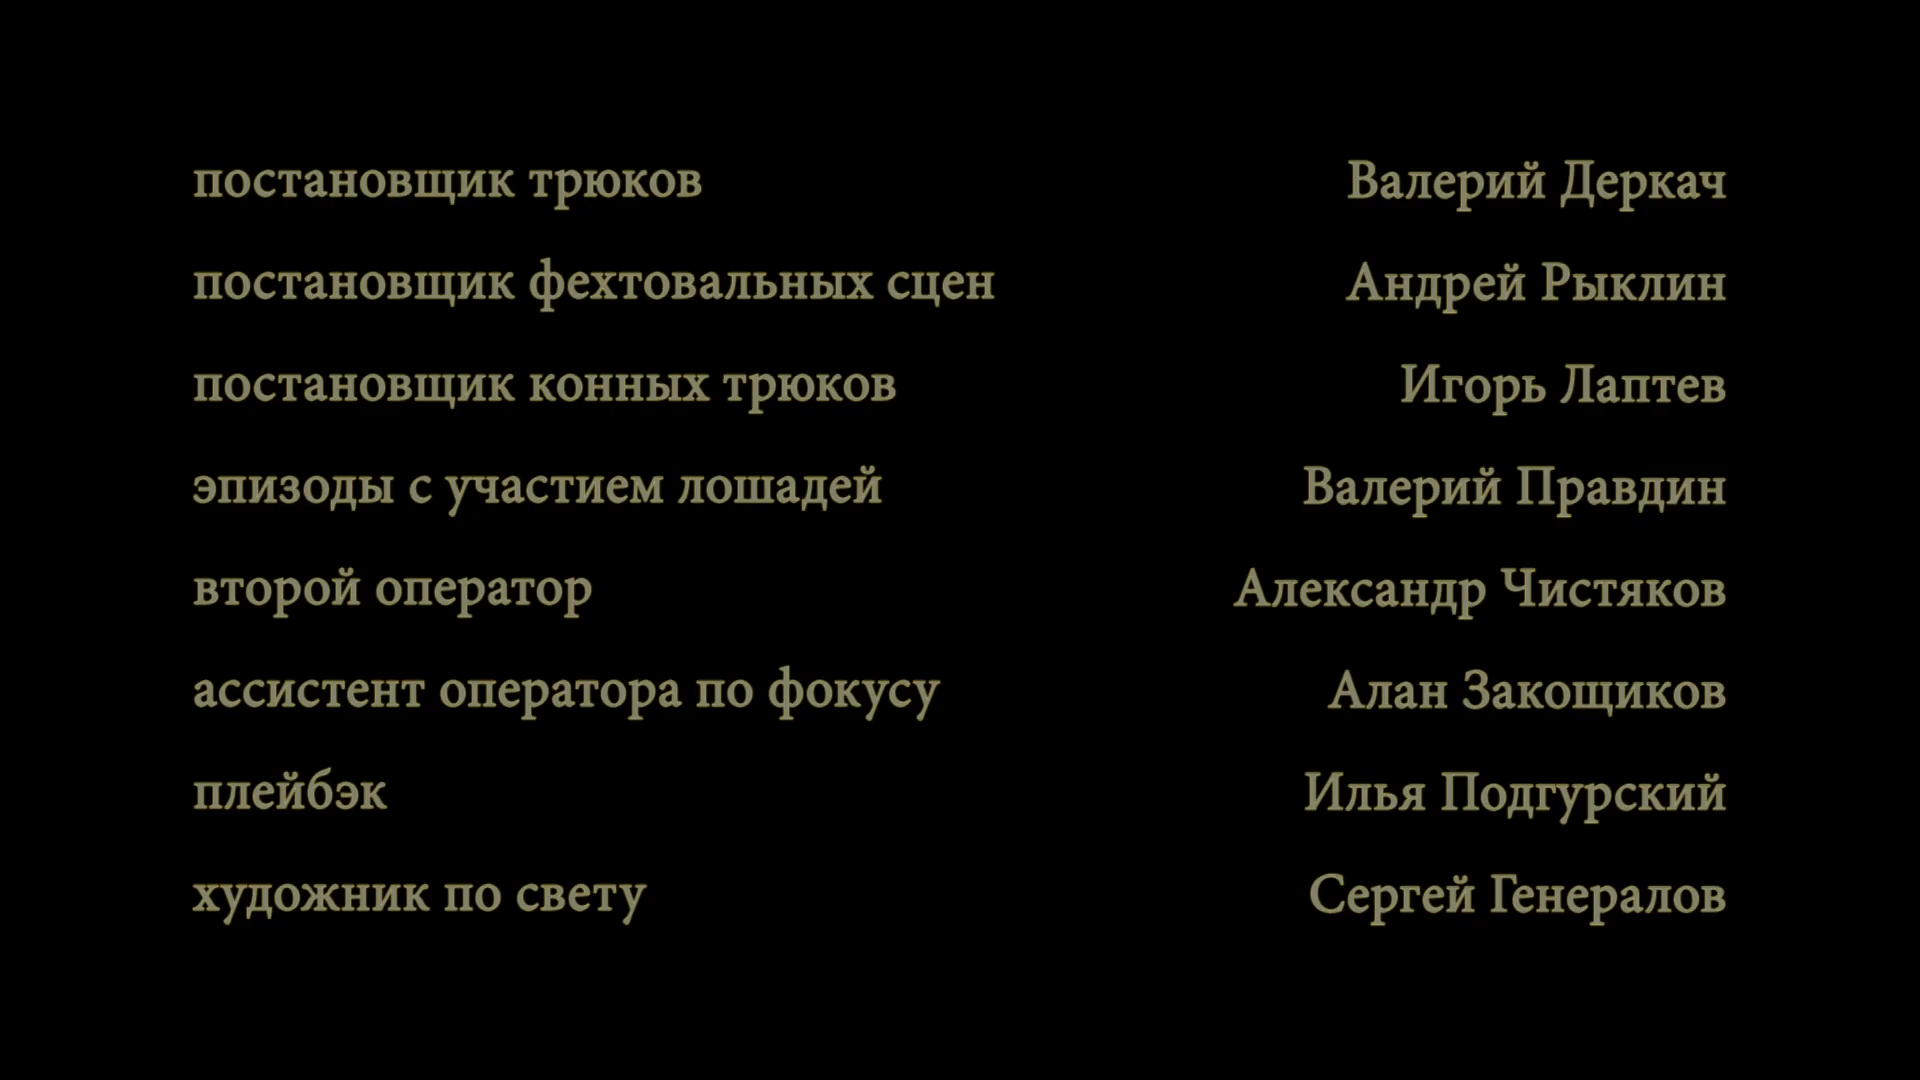 постановщик трюков Валерий Деркач
постановщик фехтовальных сцен Андрей Рыклин
постановщик конных трюков Игорь Лаптев
эпизоды с участием лошадей Валерий Правдин
второй оператор Александр Чистяков
ассистент оператора по фокусу Алан Закощиков
плейбэк Илья Подгурский
художник по свету Сергей Генералов